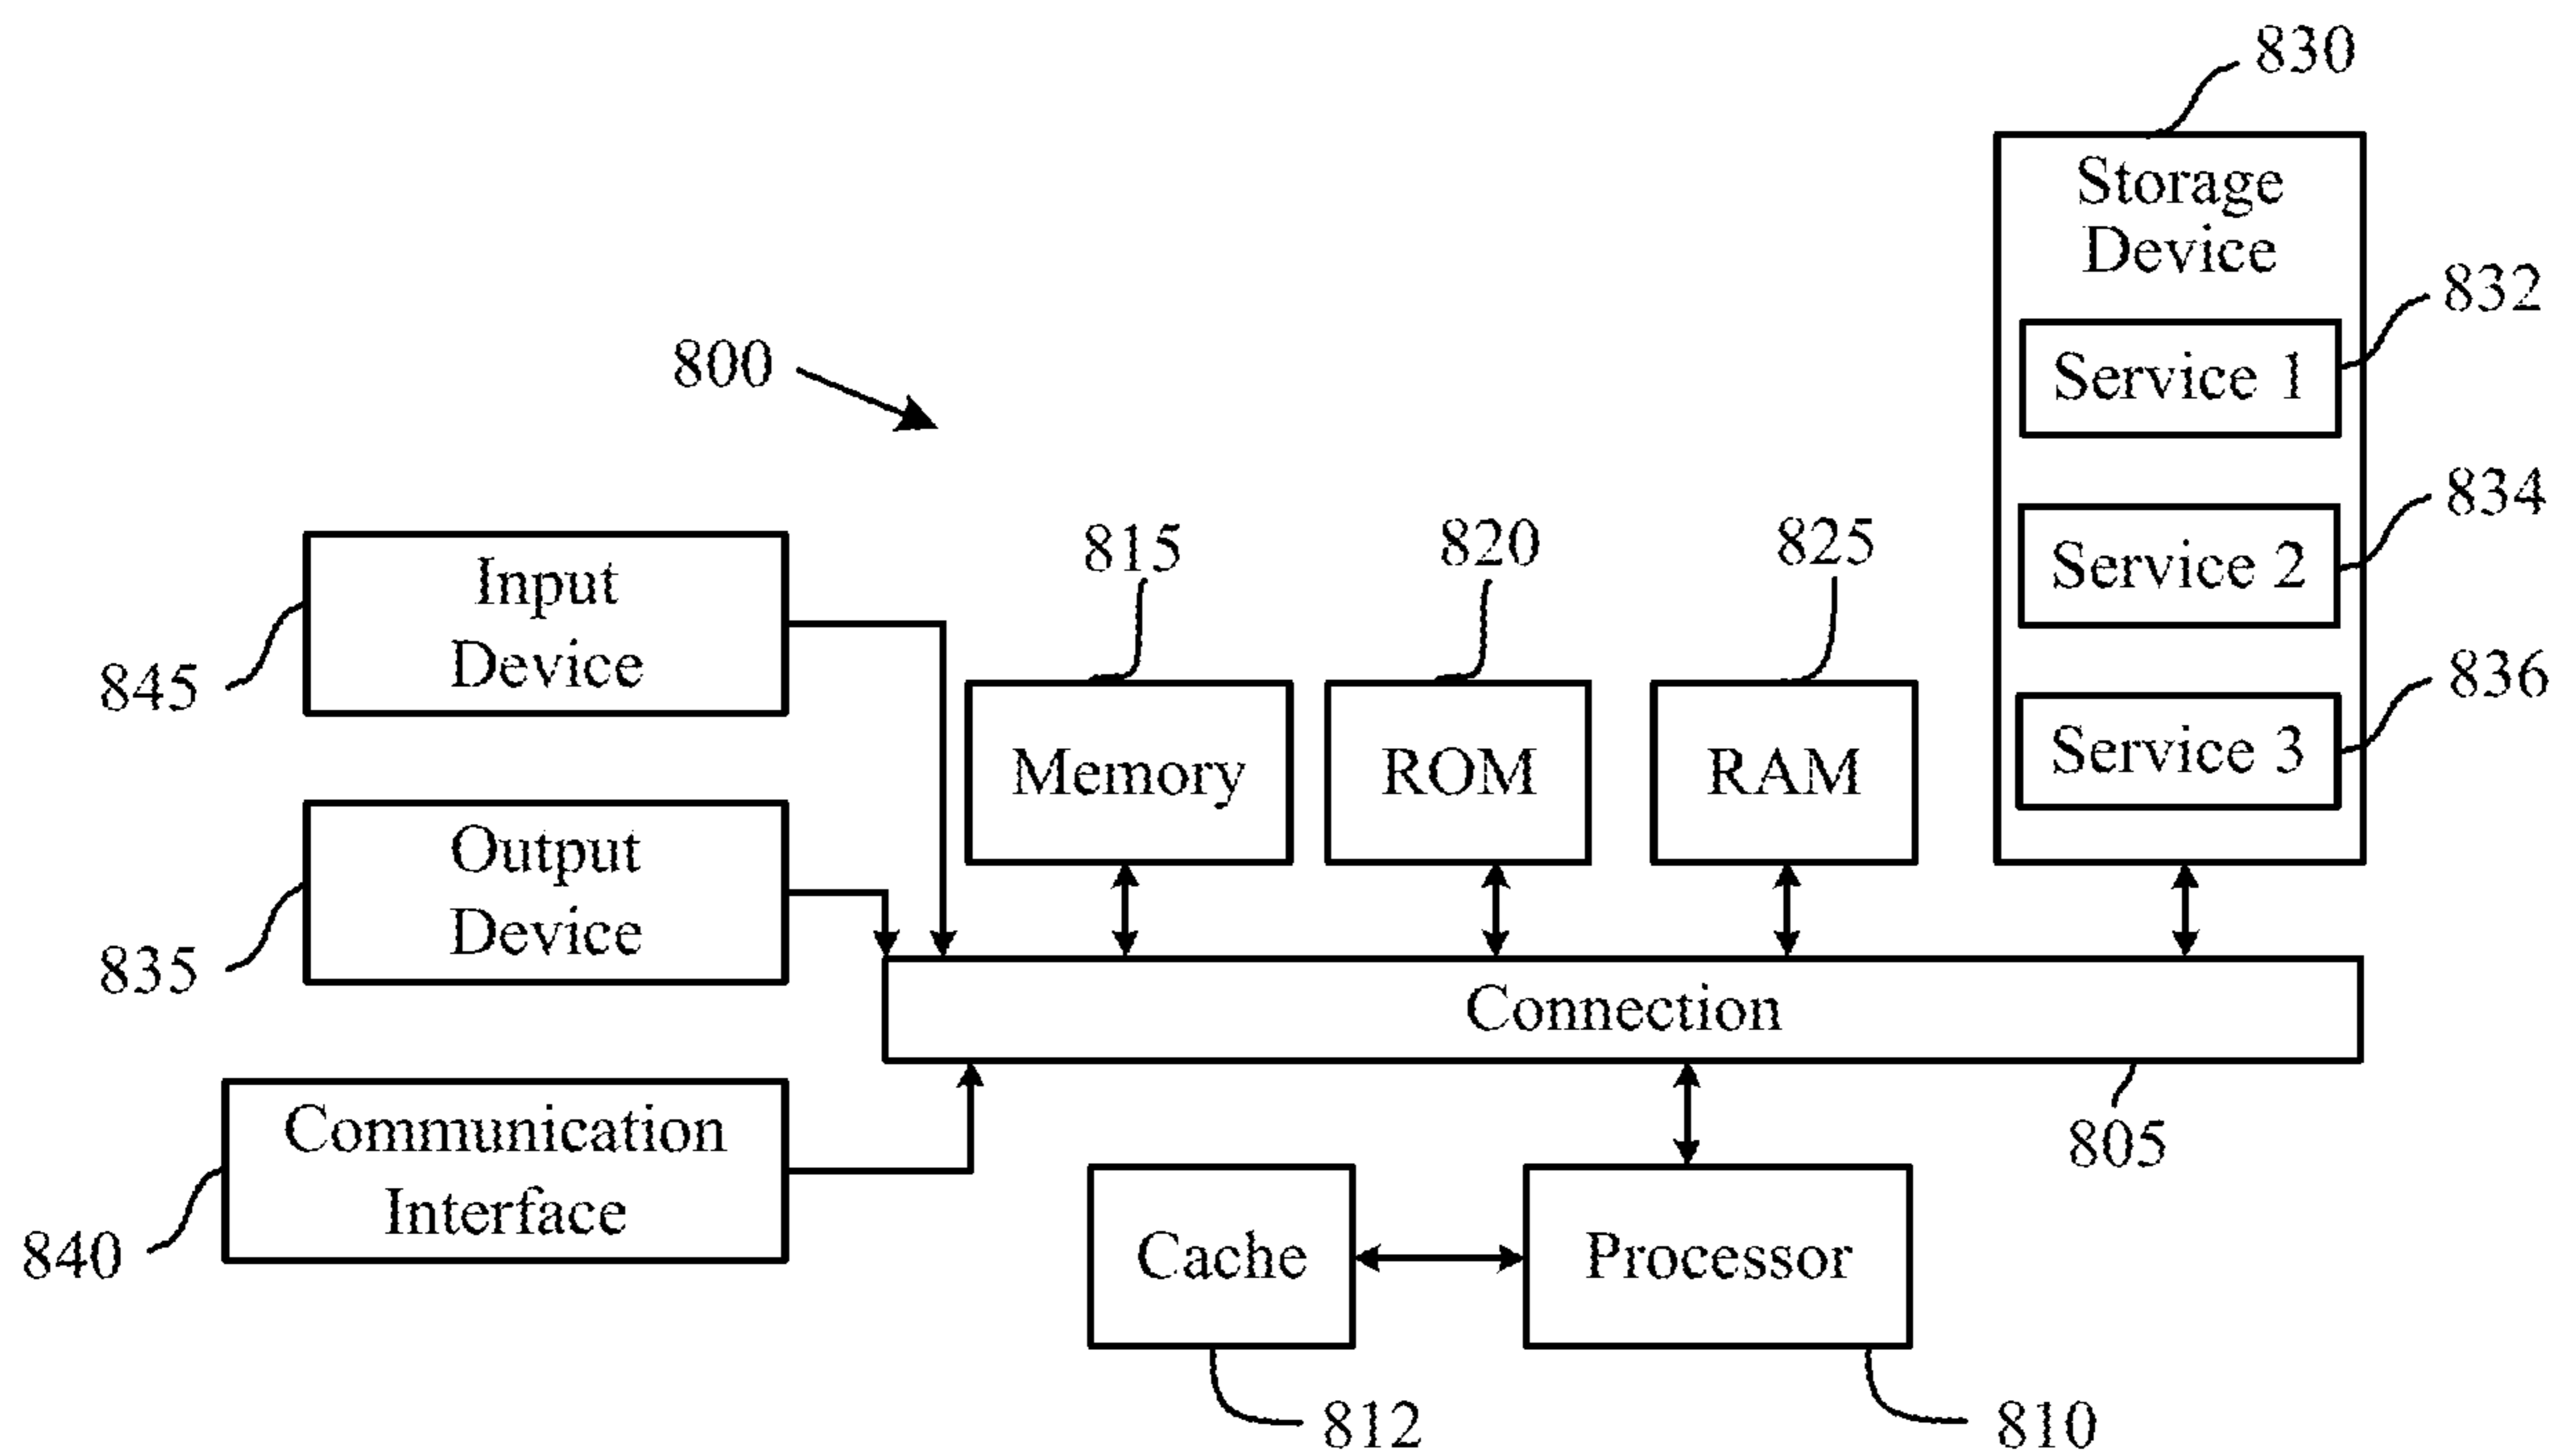 830
Storage
Device
832
Service 1
800
834
Service 2
815
820
825
Input
Device
845
836
Service 3
Memory
ROM
RAM
Output
Device
835
Connection
Communication
Interface
805
840
Cache
Processor
812
810